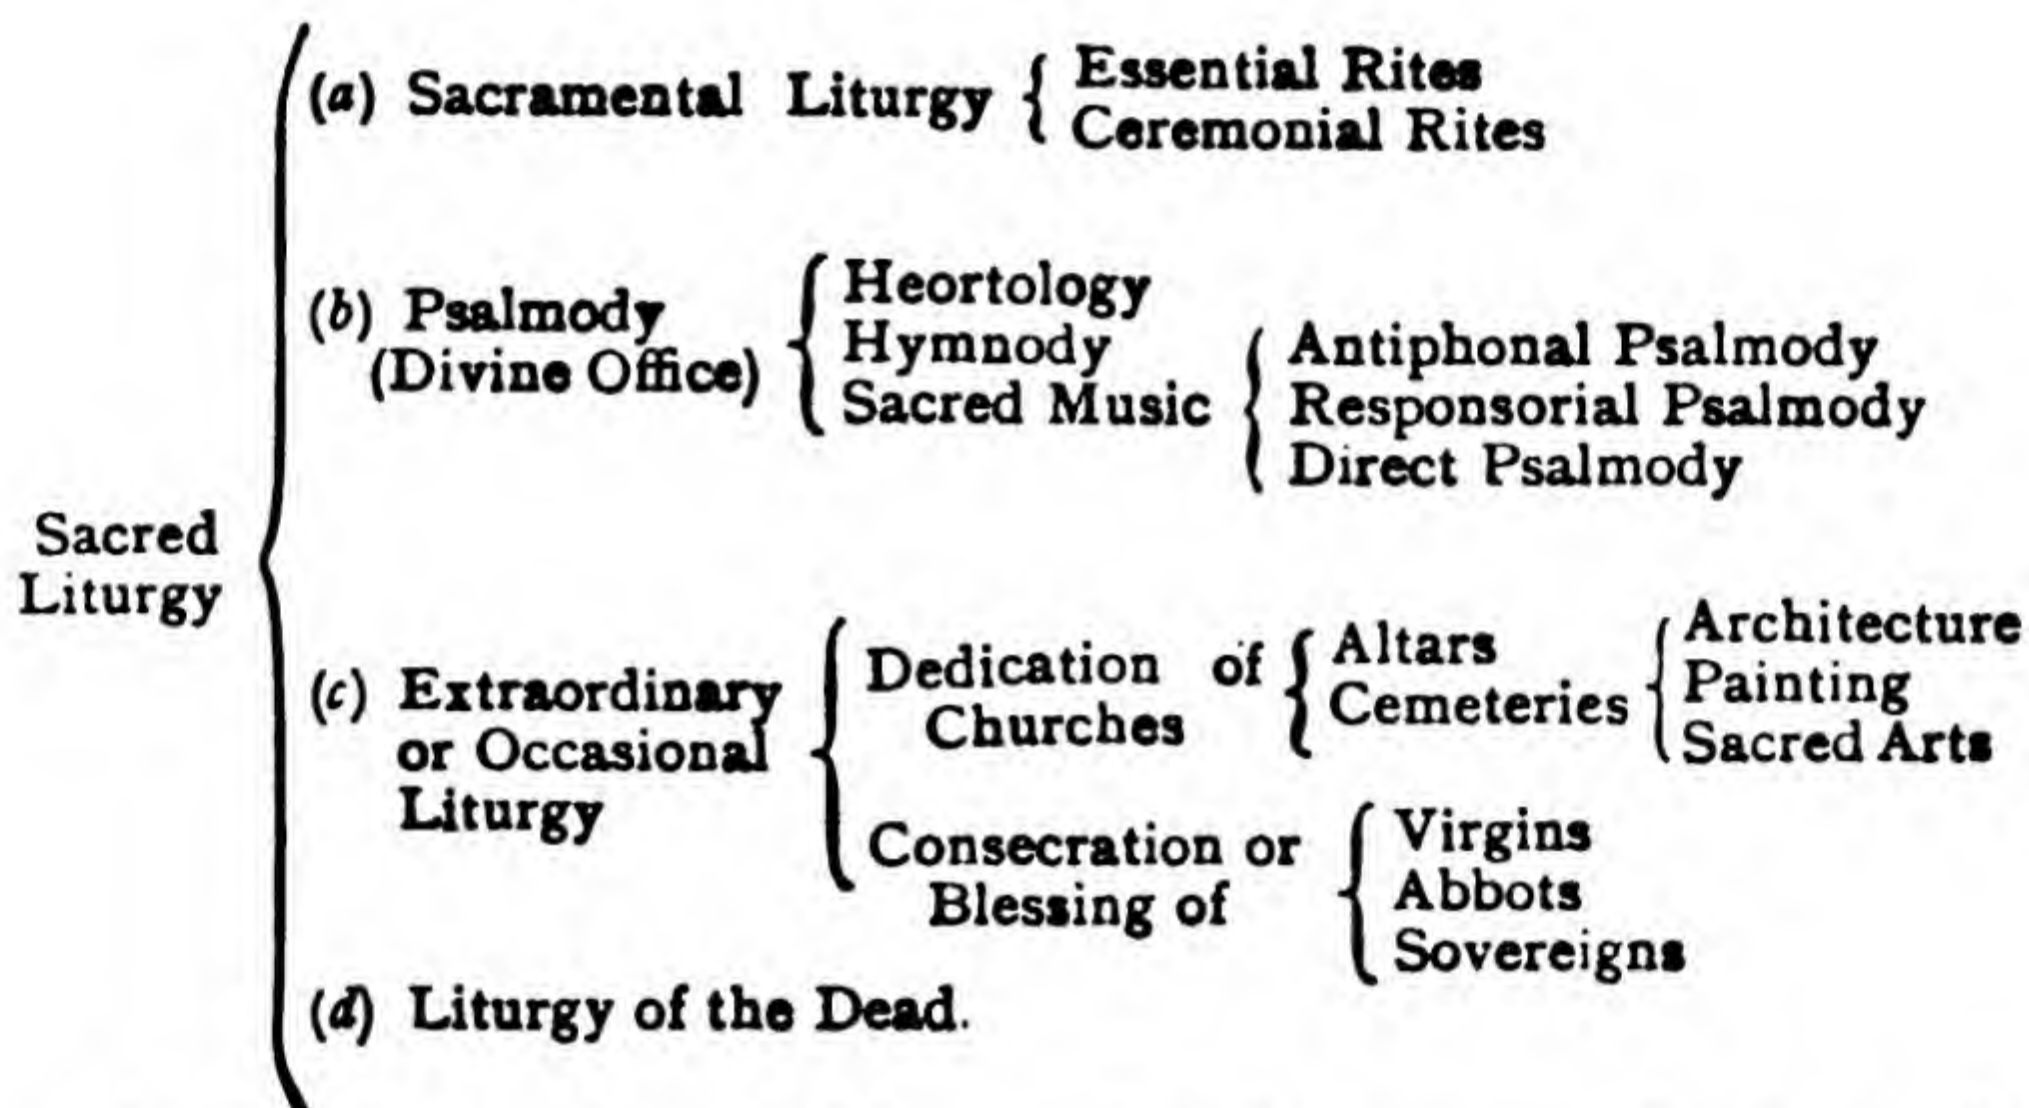 Sacred
Liturgy
(a) Sacramental Liturgy
Essential Rites
Ceremonial Rites
(b) Psalmody
(Divine Office)
Heortology
Hymnody
Sacred Music
Antiphonal Psalmody
Responsorial Psalmody
Direct Psalmody
(c) Extraordinary
or Occasional
Liturgy
Dedication of
Churches
Altars
Cemeteries
Architecture
Painting
Sacred Arts
Consecration or
Blessing of
Virgins
Abbots
Sovereigns
(d) Liturgy of the Dead.